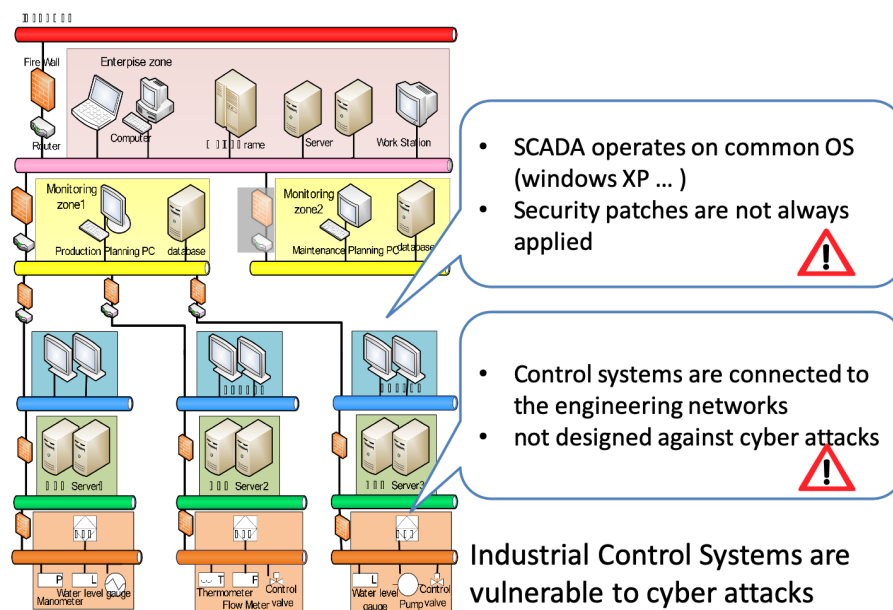 Fire Wall
Enterpise zone
Router
Computer
rame
Server
Work Station
Monitoring
zone1
Production Planning PC
database
Monitoring
zone2
Maintenance Planning PC
database
• SCADA operates on common OS
(windows XP ... )
• Security patches are not always
applied
!
• Control systems are connected to
the engineering networks
• not designed against cyber attacks
!
Server1
Server2
Server3
P
L
Water level gauge
Manometer
T
F
Thermometer
Flow Meter
Control
valve
L
Water level
gauge
Pump
Control
valve
Industrial Control Systems are
vulnerable to cyber attacks